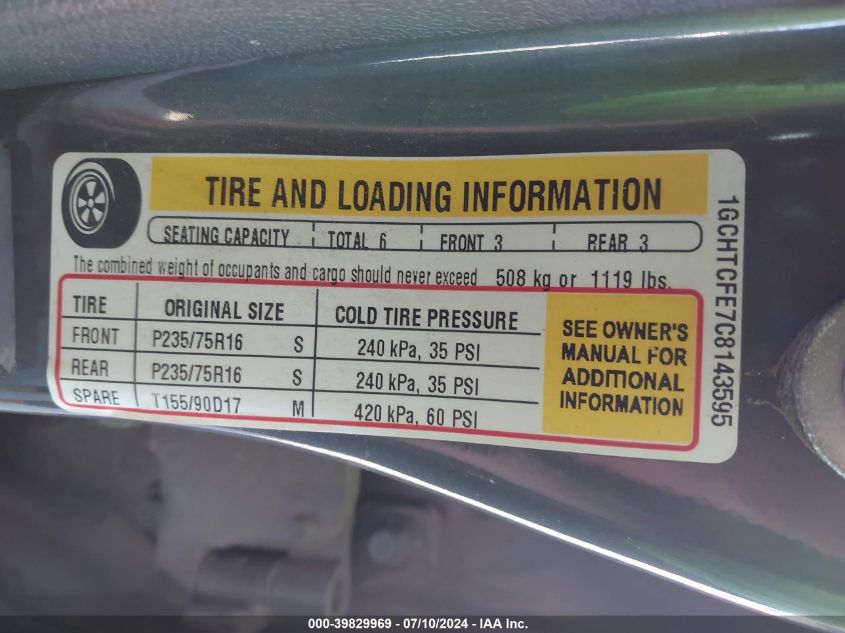 TIRE AND LOADING INFORMATION
SEATING CAPACITY TOTAL 6 FRONT 3 REAR 3
The combined weight of occupants and cargo should never exceed 508 kg or 1119 lbs.
TIRE ORIGINAL SIZE COLD TIRE PRESSURE
FRONT P235/75R16 S 240 kPa, 35 PSI
REAR P235/75R16 S 240 kPa, 35 PSI
SPARE T155/90D17 M 420 kPa, 60 PSI
SEE OWNER'S
MANUAL FOR
ADDITIONAL
INFORMATION
1GCHTCFE7C8143595
000-39829969 - 07/10/2024 - IAA Inc.